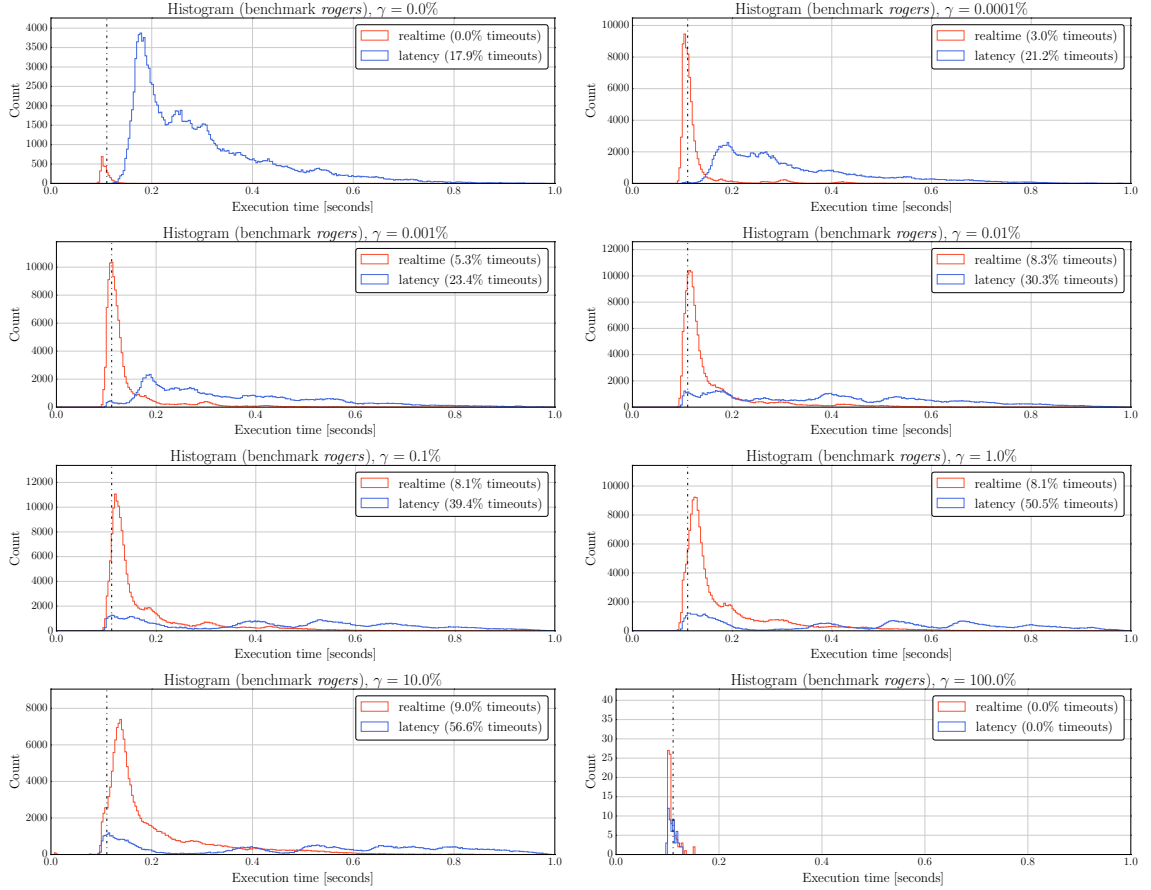 Histogram (benchmark rogers), γ = 0.0%
Count
4000
3500
3000
2500
2000
1500
1000
500
0
realtime (0.0% timeouts)
latency (17.9% timeouts)
0.0 0.2 0.4 0.6 0.8 1.0
Execution time [seconds]
Histogram (benchmark rogers), γ = 0.0001%
Count
10000
8000
6000
4000
2000
0
realtime (3.0% timeouts)
latency (21.2% timeouts)
0.0 0.2 0.4 0.6 0.8 1.0
Execution time [seconds]
Histogram (benchmark rogers), γ = 0.001%
Count
10000
8000
6000
4000
2000
0
realtime (5.3% timeouts)
latency (23.4% timeouts)
0.0 0.2 0.4 0.6 0.8 1.0
Execution time [seconds]
Histogram (benchmark rogers), γ = 0.01%
Count
12000
10000
8000
6000
4000
2000
0
realtime (8.3% timeouts)
latency (30.3% timeouts)
0.0 0.2 0.4 0.6 0.8 1.0
Execution time [seconds]
Histogram (benchmark rogers), γ = 0.1%
Count
12000
10000
8000
6000
4000
2000
0
realtime (8.1% timeouts)
latency (39.4% timeouts)
0.0 0.2 0.4 0.6 0.8 1.0
Execution time [seconds]
Histogram (benchmark rogers), γ = 1.0%
Count
10000
8000
6000
4000
2000
0
realtime (8.1% timeouts)
latency (50.5% timeouts)
0.0 0.2 0.4 0.6 0.8 1.0
Execution time [seconds]
Histogram (benchmark rogers), γ = 10.0%
Count
8000
6000
4000
2000
0
realtime (9.0% timeouts)
latency (56.6% timeouts)
0.0 0.2 0.4 0.6 0.8 1.0
Execution time [seconds]
Histogram (benchmark rogers), γ = 100.0%
Count
40
35
30
25
20
15
10
5
0
realtime (0.0% timeouts)
latency (0.0% timeouts)
0.0 0.2 0.4 0.6 0.8 1.0
Execution time [seconds]